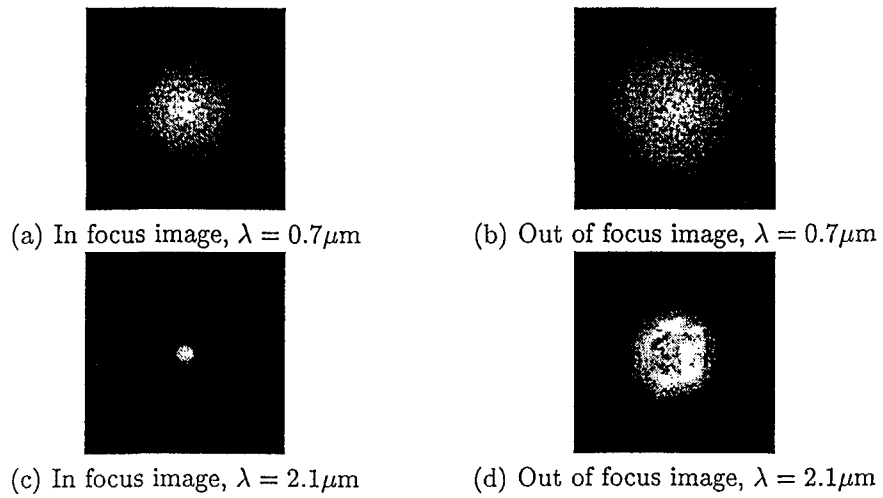 (a) In focus image, λ = 0.7μm
(b) Out of focus image, λ = 0.7μm
(c) In focus image, λ = 2.1μm
(d) Out of focus image, λ = 2.1μm